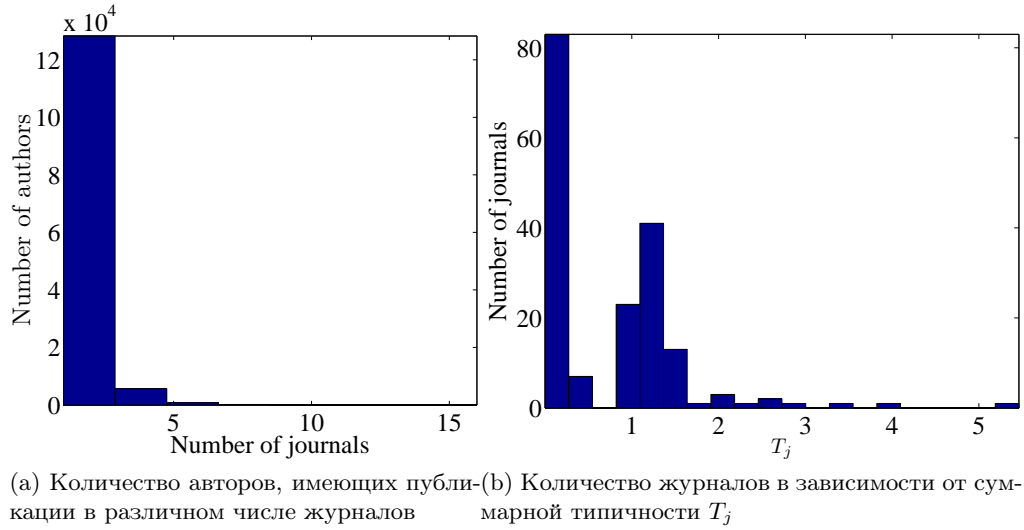 x 10⁴
12
10
8
6
4
2
0
5
10
15
Number of authors
Number of journals
80
60
40
20
0
1
2
3
4
5
Number of journals
T_j
(a) Количество авторов, имеющих публи-
кации в различном числе журналов
(b) Количество журналов в зависимости от сум-
марной типичности T_j